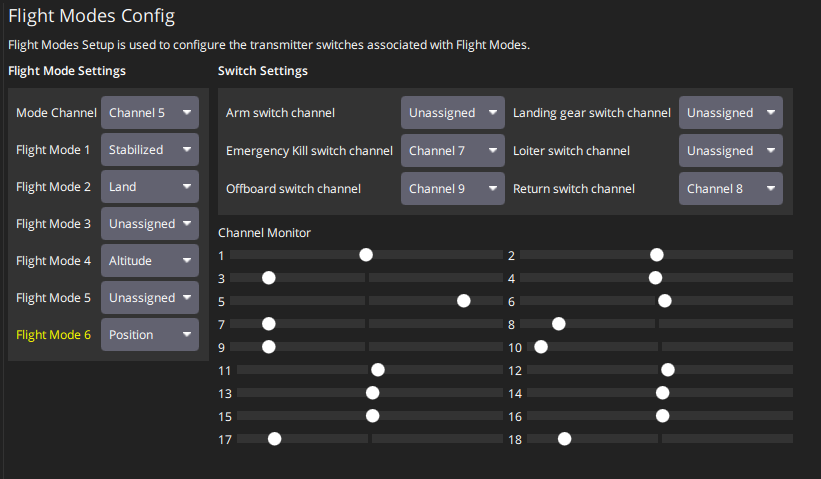 Flight Modes Config
Flight Modes Setup is used to configure the transmitter switches associated with Flight Modes.
Flight Mode Settings
Mode Channel Channel 5
Flight Mode 1 Stabilized
Flight Mode 2 Land
Flight Mode 3 Unassigned
Flight Mode 4 Altitude
Flight Mode 5 Unassigned
Flight Mode 6 Position
Switch Settings
Arm switch channel Unassigned Landing gear switch channel Unassigned
Emergency Kill switch channel Channel 7 Loiter switch channel Unassigned
Offboard switch channel Channel 9 Return switch channel Channel 8
Channel Monitor
1 2
3 4
5 6
7 8
9 10
11 12
13 14
15 16
17 18